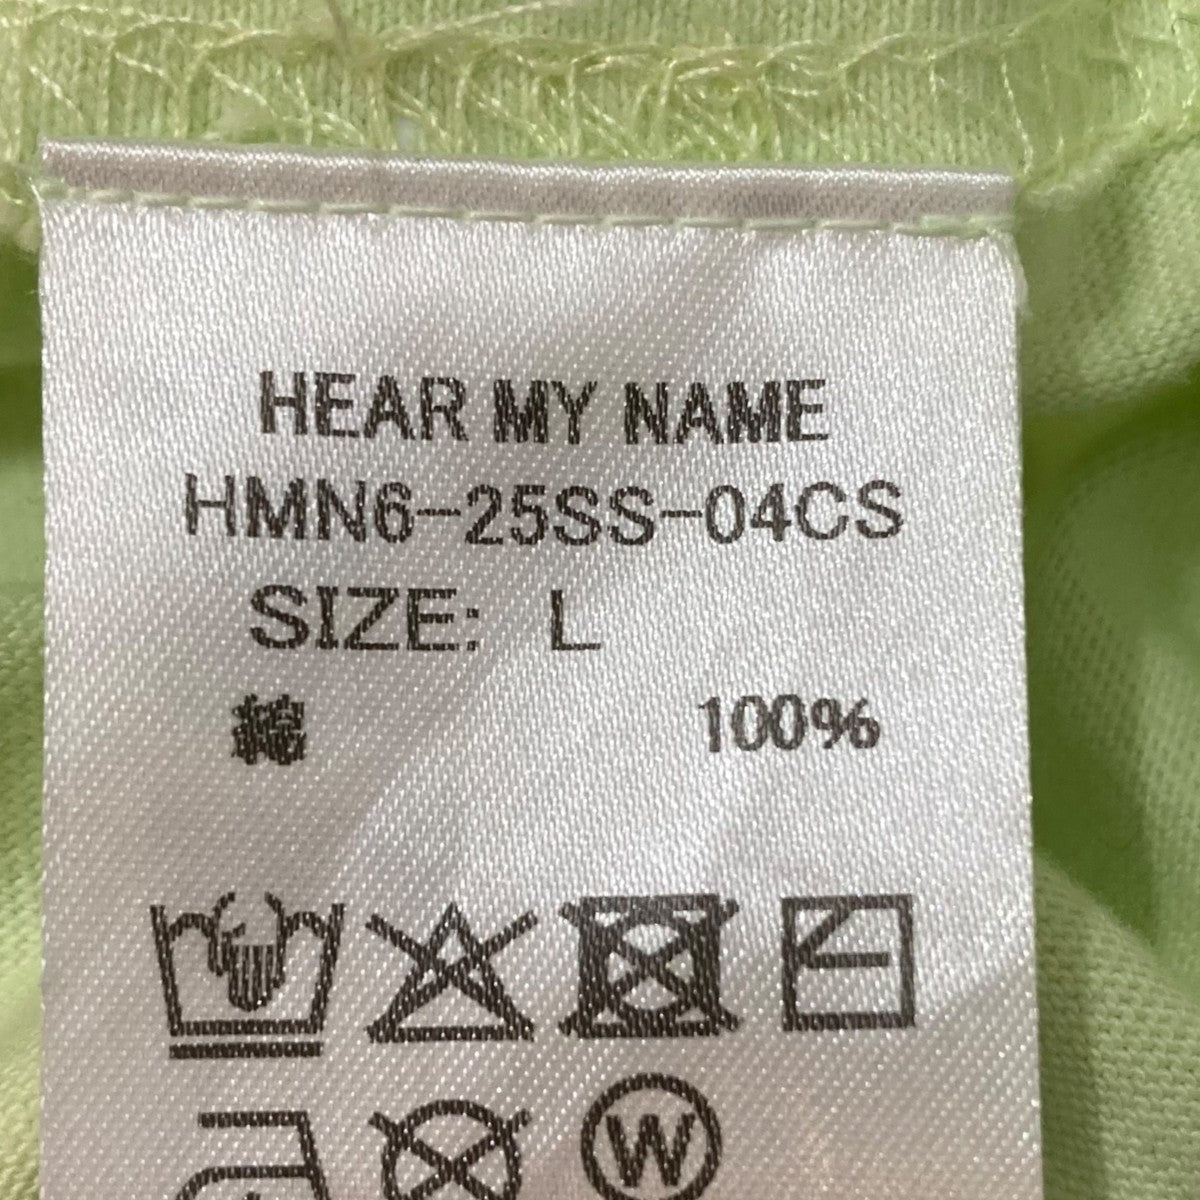 HEAR MY NAME
HMN6-25SS-04CS
SIZE: L
綿 100%
W